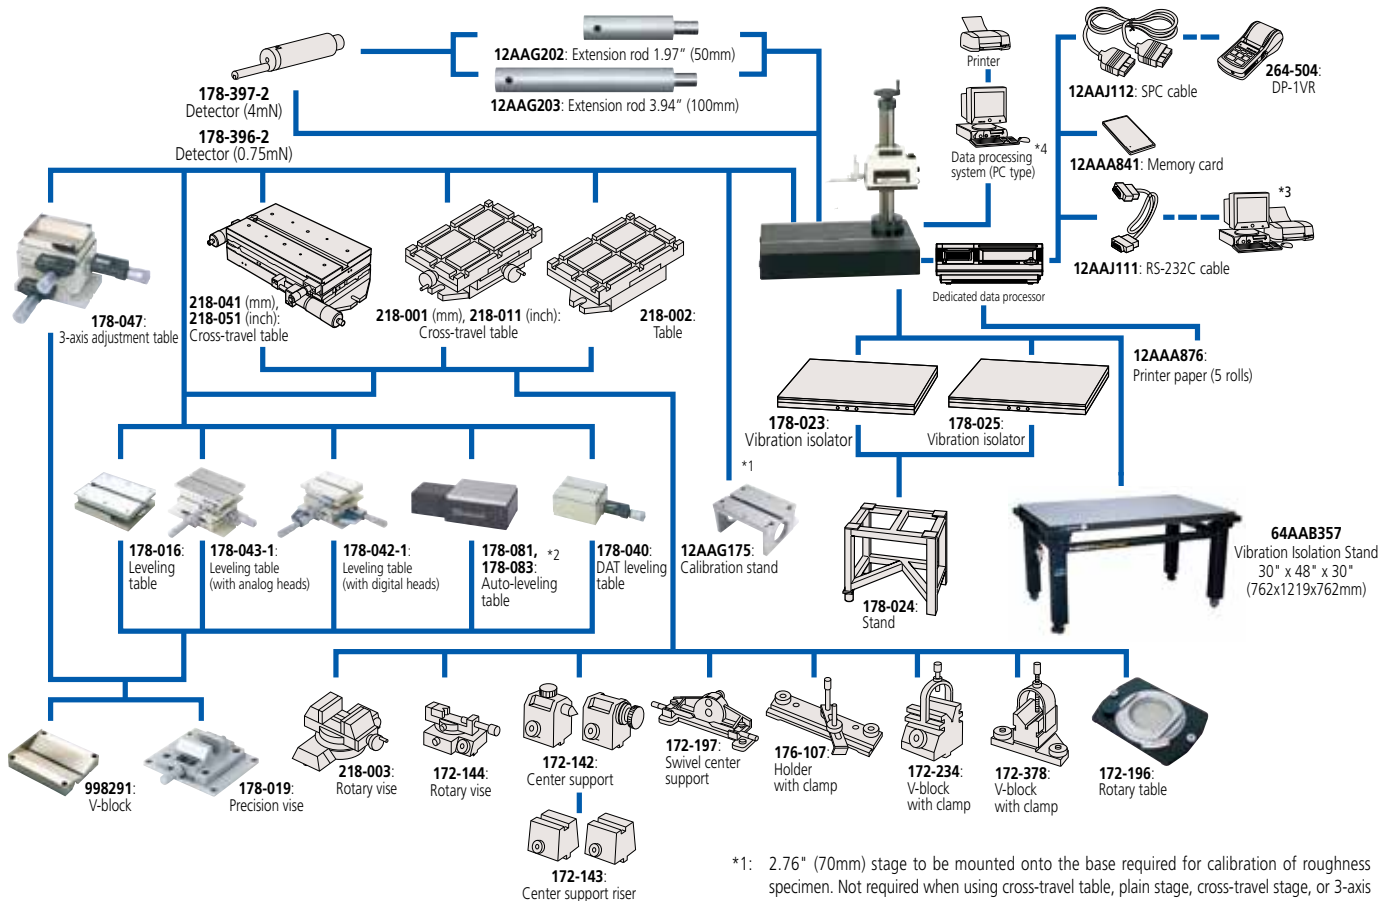 12AAG202: Extension rod 1.97" (50mm)
12AAG203: Extension rod 3.94" (100mm)
178-397-2
Detector (4mN)
178-396-2
Detector (0.75mN)
Printer
Data processing
system (PC type)
*4
12AAJ112: SPC cable
264-504:
DP-1VR
12AAA841: Memory card
*3
12AAJ111: RS-232C cable
Dedicated data processor
178-047:
3-axis adjustment table
218-041 (mm),
218-051 (inch):
Cross-travel table
218-001 (mm), 218-011 (inch):
Cross-travel table
218-002:
Table
12AAA876:
Printer paper (5 rolls)
178-023:
Vibration isolator
178-025:
Vibration isolator
178-016:
Leveling
table
178-043-1:
Leveling table
(with analog heads)
178-042-1:
Leveling table
(with digital heads)
178-081,
178-083:
Auto-leveling
table
*2
178-040:
DAT leveling
table
*1
12AAG175:
Calibration stand
178-024:
Stand
64AAB357
Vibration Isolation Stand
30" x 48" x 30"
(762x1219x762mm)
998291:
V-block
178-019:
Precision vise
218-003:
Rotary vise
172-144:
Rotary vise
172-142:
Center support
172-143:
Center support riser
172-197:
Swivel center
support
176-107:
Holder
with clamp
172-234:
V-block
with clamp
172-378:
V-block
with clamp
172-196:
Rotary table
*1: 2.76" (70mm) stage to be mounted onto the base required for calibration of roughness
specimen. Not required when using cross-travel table, plain stage, cross-travel stage, or 3-axis